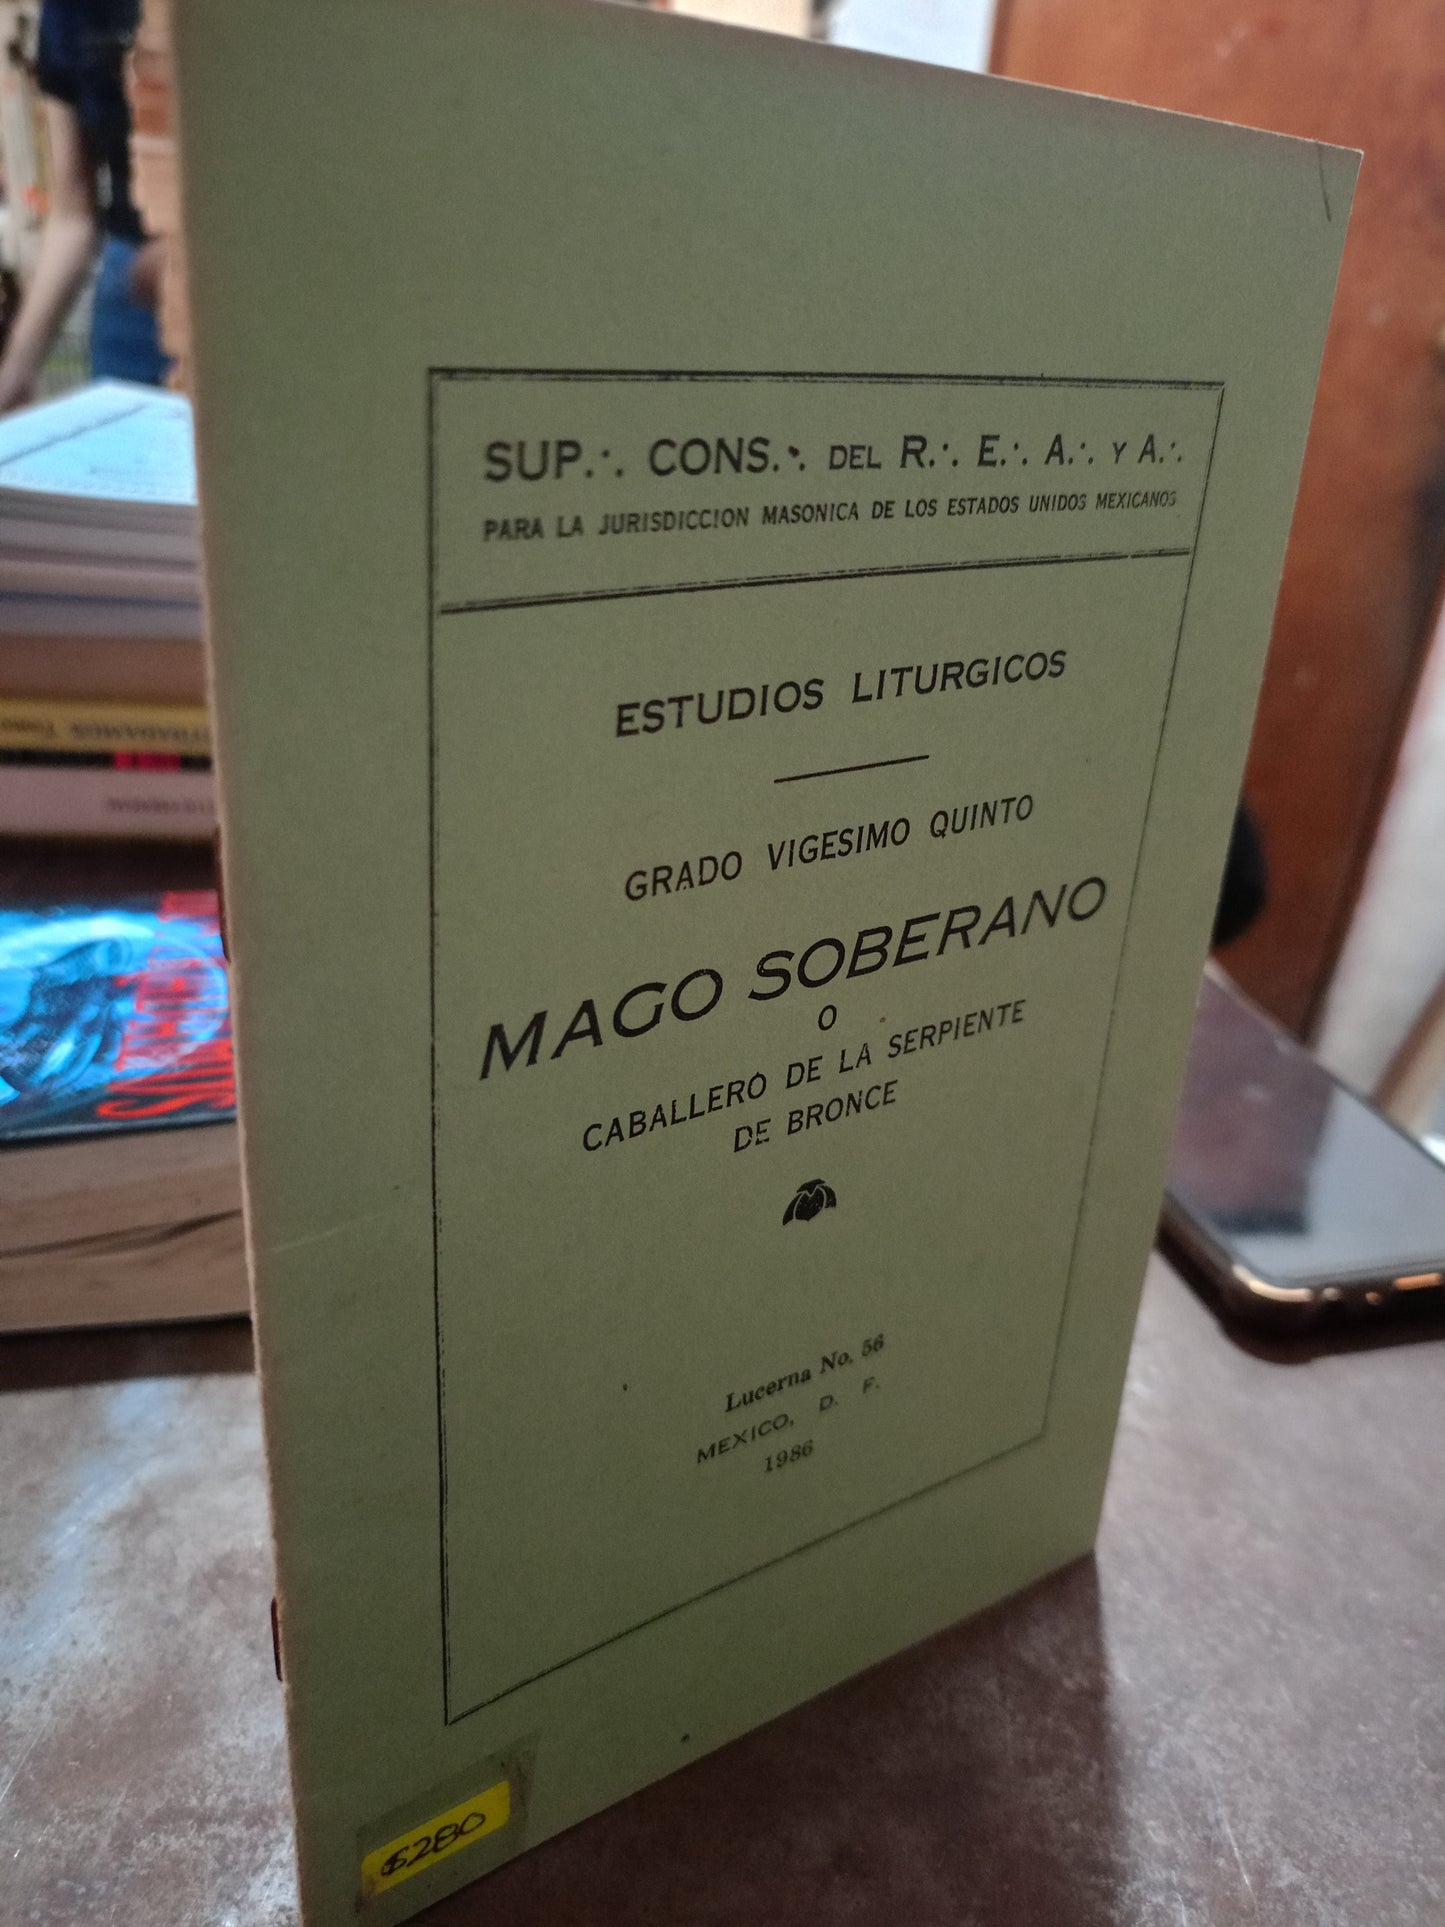 SUP.·. CONS.·. DEL R.·. E.·. A.·. Y A.·.
PARA LA JURISDICCION MASONICA DE LOS ESTADOS UNIDOS MEXICANOS
ESTUDIOS LITURGICOS
GRADO VIGESIMO QUINTO
MAGO SOBERANO
O
CABALLERO DE LA SERPIENTE
DE BRONCE
Lucerna No. 56
MEXICO, D. F.
1986
$280